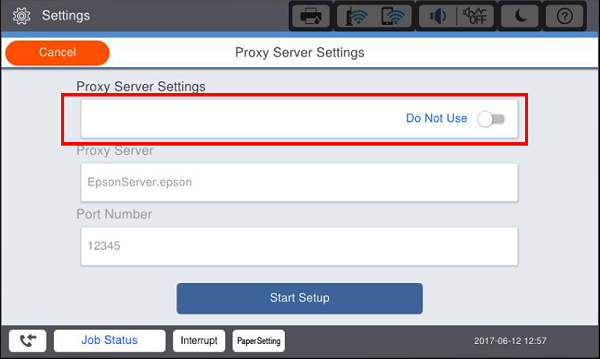 Settings
OFF
Cancel
Proxy Server Settings
Proxy Server Settings
Do Not Use
Proxy Server
EpsonServer.epson
Port Number
12345
Start Setup
Job Status
Interrupt
PaperSetting
2017-06-12 12:57